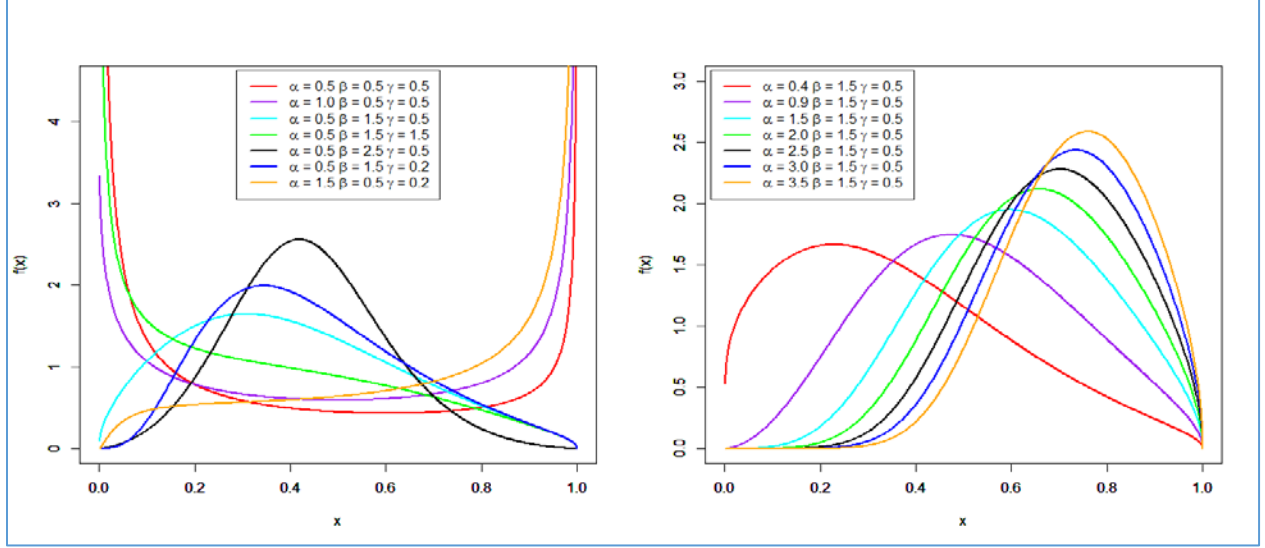 α = 0.5 β = 0.5 γ = 0.5
α = 1.0 β = 0.5 γ = 0.5
α = 0.5 β = 1.5 γ = 0.5
α = 0.5 β = 1.5 γ = 1.5
α = 0.5 β = 2.5 γ = 0.5
α = 0.5 β = 1.5 γ = 0.2
α = 1.5 β = 0.5 γ = 0.2
f(x)
4
3
2
1
0
0.0 0.2 0.4 0.6 0.8 1.0
x
α = 0.4 β = 1.5 γ = 0.5
α = 0.9 β = 1.5 γ = 0.5
α = 1.5 β = 1.5 γ = 0.5
α = 2.0 β = 1.5 γ = 0.5
α = 2.5 β = 1.5 γ = 0.5
α = 3.0 β = 1.5 γ = 0.5
α = 3.5 β = 1.5 γ = 0.5
f(x)
3.0
2.5
2.0
1.5
1.0
0.5
0.0
0.0 0.2 0.4 0.6 0.8 1.0
x